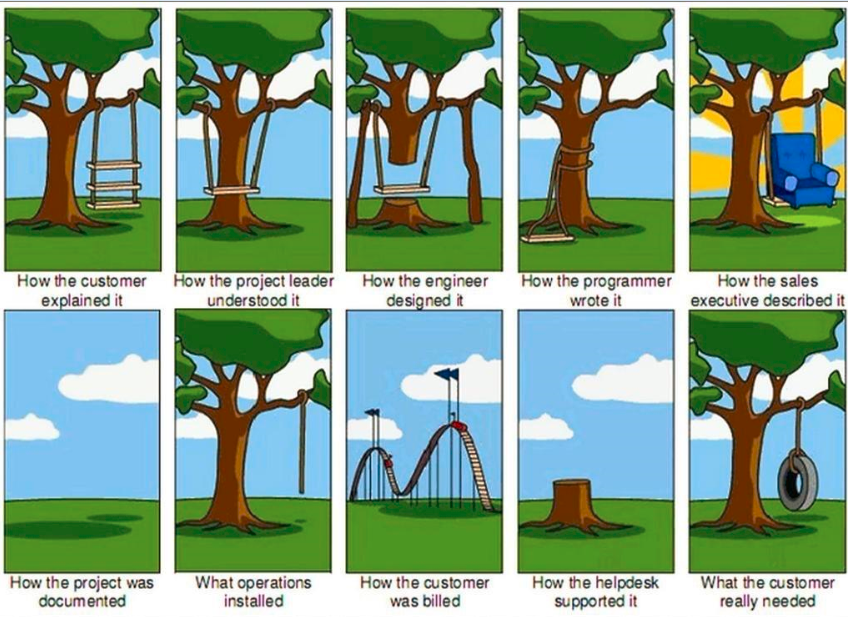 How the customer
explained it
How the project leader
understood it
How the engineer
designed it
How the programmer
wrote it
How the sales
executive described it
How the project was
documented
What operations
installed
How the customer
was billed
How the helpdesk
supported it
What the customer
really needed